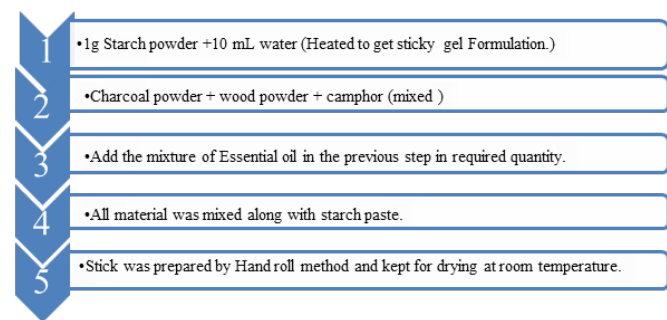 1 •1g Starch powder +10 mL water (Heated to get sticky gel Formulation.)
2 •Charcoal powder + wood powder + camphor (mixed )
3 •Add the mixture of Essential oil in the previous step in required quantity.
4 •All material was mixed along with starch paste.
5 •Stick was prepared by Hand roll method and kept for drying at room temperature.